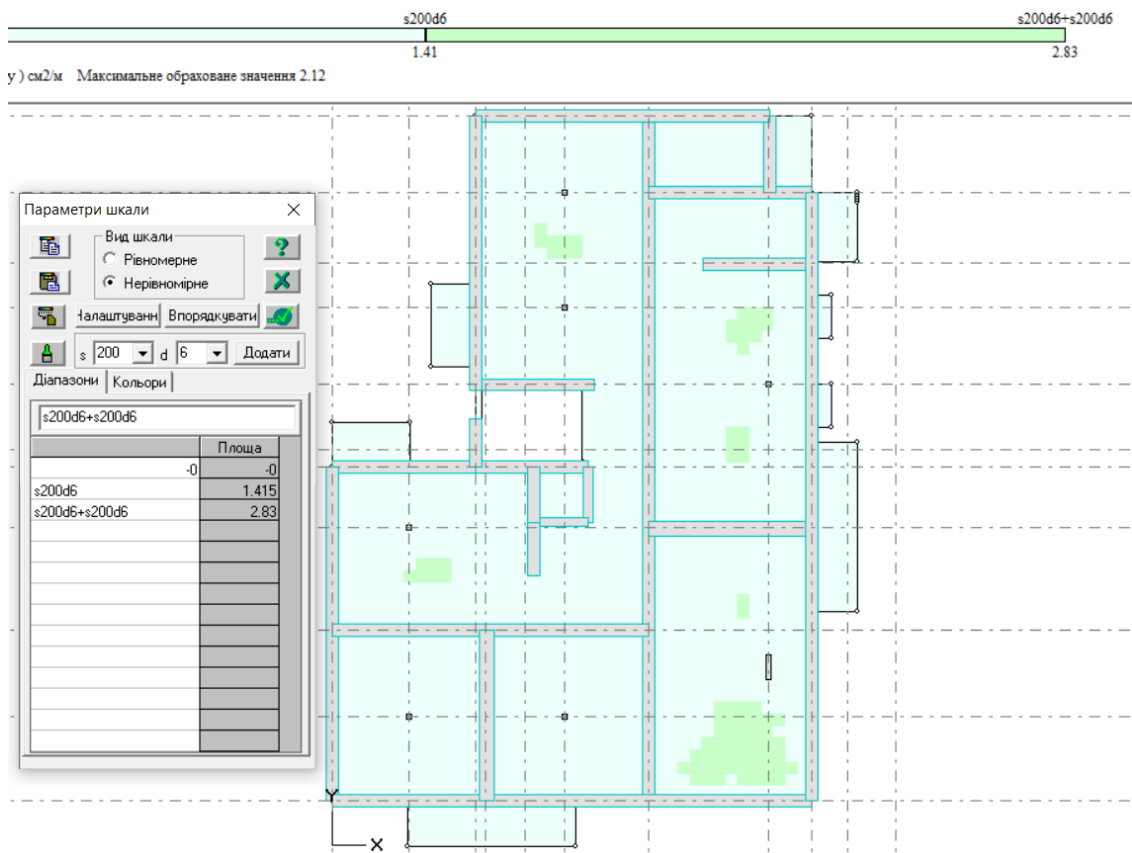 s200d6 s200d6+s200d6
1.41 2.83
у ) см2/м Максимальне обраховане значення 2.12
Параметри шкали
Вид шкали
Рівномерне
Нерівномірне
Налаштуванн Впорядкувати
s 200 d 6 Додати
Діапазони Кольори
s200d6+s200d6
Площа
-0 -0
s200d6 1.415
s200d6+s200d6 2.83
Y
X